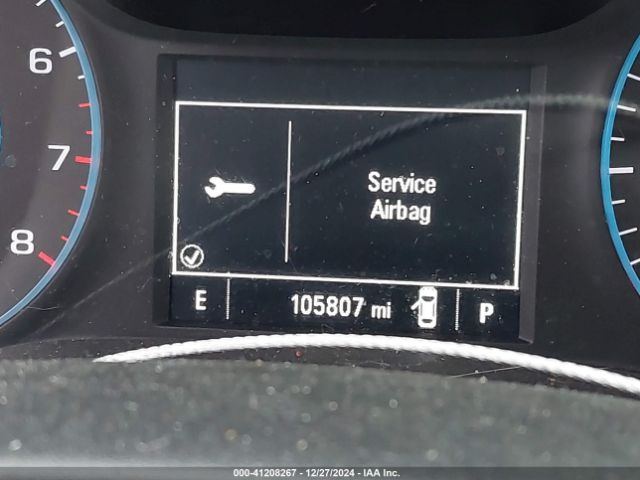 6
7
8
Service
Airbag
E
105807 mi
P
000-41208267 - 12/27/2024 - IAA Inc.